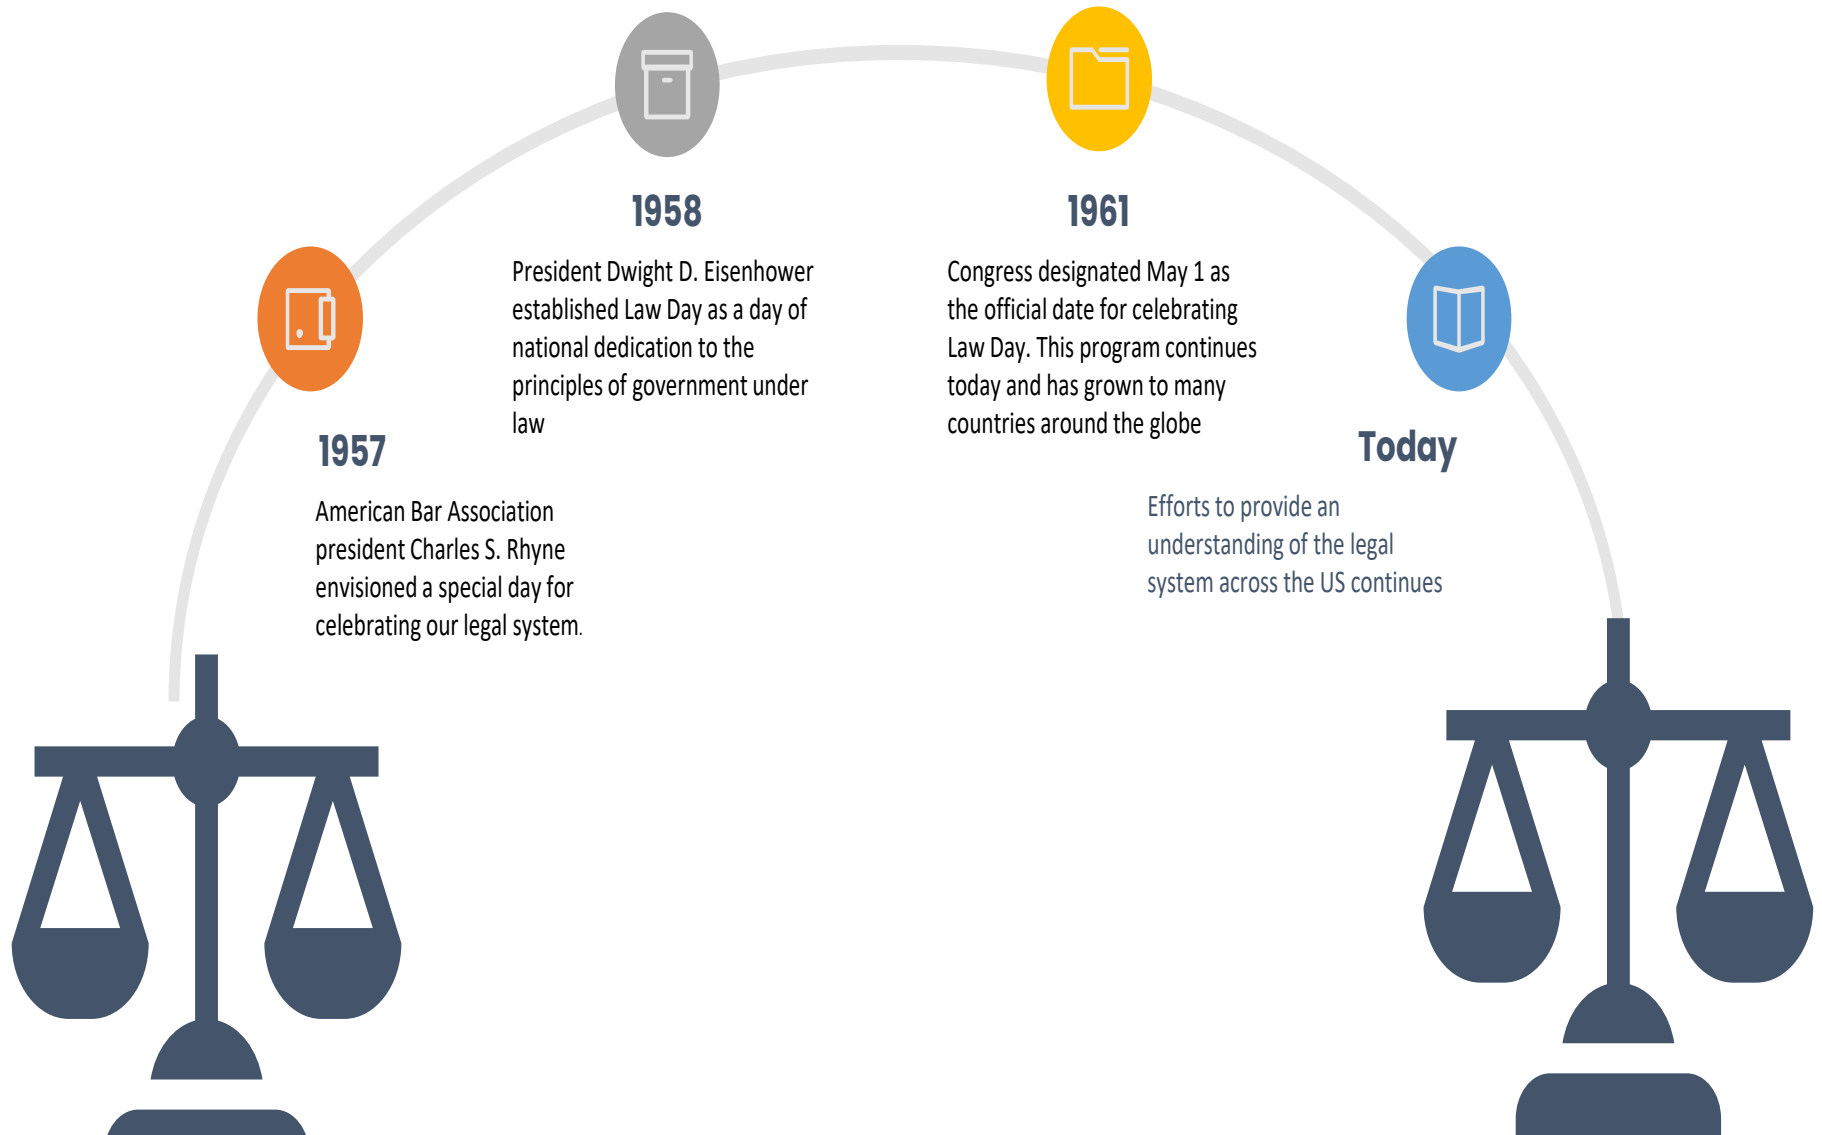 1957
American Bar Association
president Charles S. Rhyne
envisioned a special day for
celebrating our legal system.
1958
President Dwight D. Eisenhower
established Law Day as a day of
national dedication to the
principles of government under
law
1961
Congress designated May 1 as
the official date for celebrating
Law Day. This program continues
today and has grown to many
countries around the globe
Today
Efforts to provide an
understanding of the legal
system across the US continues